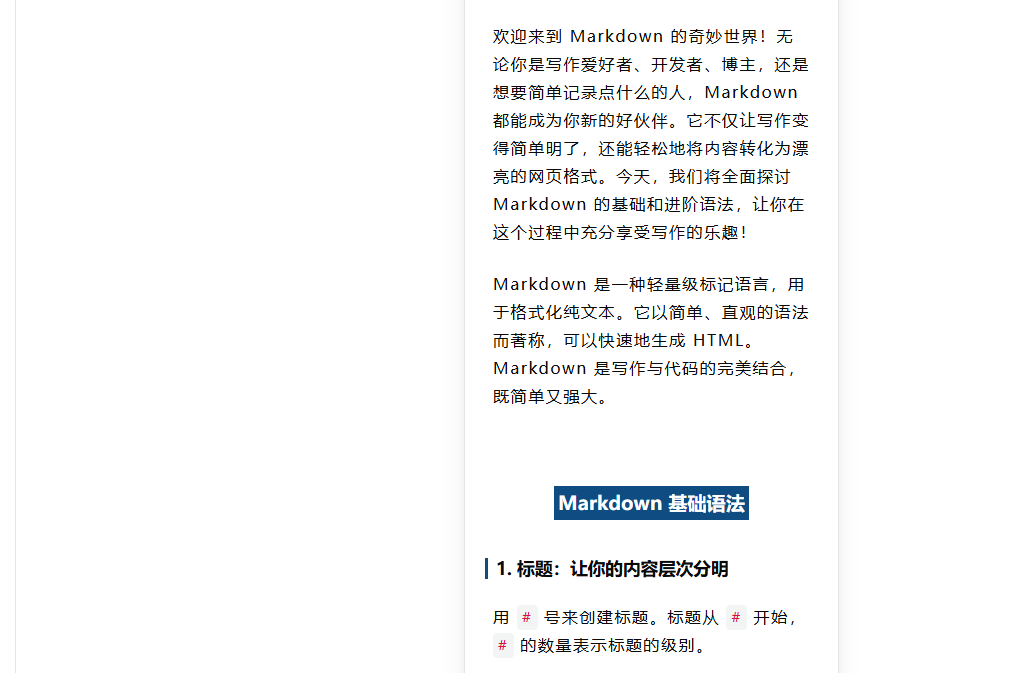 欢迎来到 Markdown 的奇妙世界！无
论你是写作爱好者、开发者、博主，还是
想要简单记录点什么的人，Markdown
都能成为你新的好伙伴。它不仅让写作变
得简单明了，还能轻松地将内容转化为漂
亮的网页格式。今天，我们将全面探讨
Markdown 的基础和进阶语法，让你在
这个过程中充分享受写作的乐趣！
Markdown 是一种轻量级标记语言，用
于格式化纯文本。它以简单、直观的语法
而著称，可以快速地生成 HTML。
Markdown 是写作与代码的完美结合，
既简单又强大。
Markdown 基础语法
1. 标题：让你的内容层次分明
用 # 号来创建标题。标题从 # 开始，
# 的数量表示标题的级别。